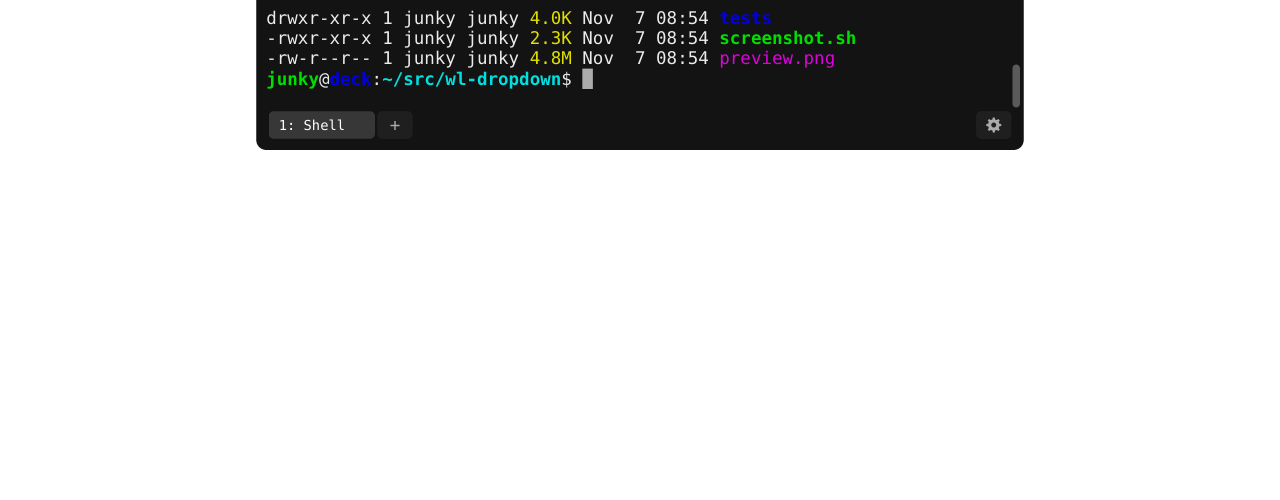 drwxr-xr-x 1 junky junky 4.0K Nov  7 08:54 tests
-rwxr-xr-x 1 junky junky 2.3K Nov  7 08:54 screenshot.sh
-rw-r--r-- 1 junky junky 4.8M Nov  7 08:54 preview.png
junky@deck:~/src/wl-dropdown$
1: Shell +